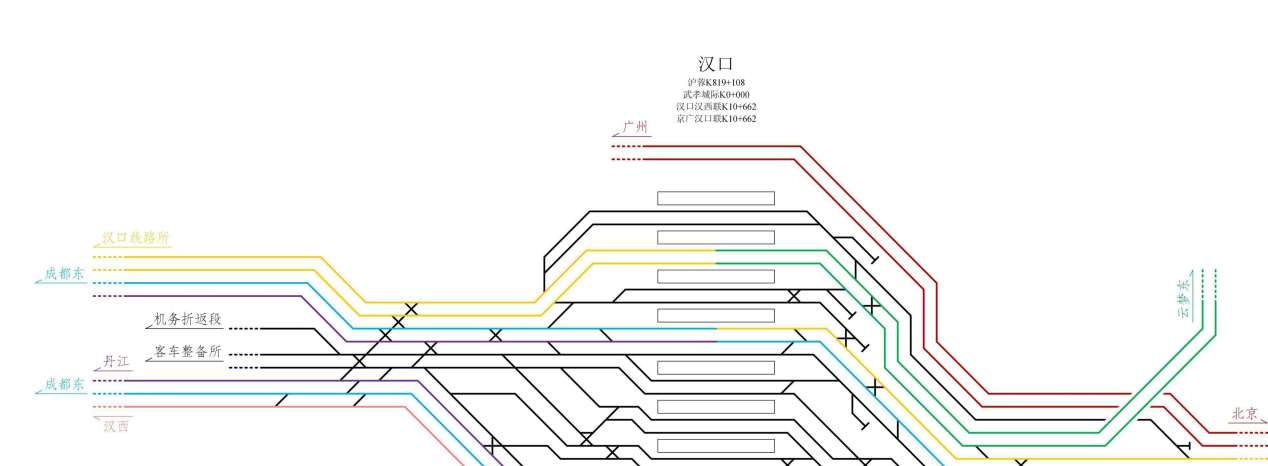 汉口
沪蓉K819+108
武孝城际K0+000
汉口汉西联K10+662
京广汉口联K10+662
广州
汉口线路所
成都东
机务折返段
客车整备所
丹江
成都东
汉西
云梦东
北京